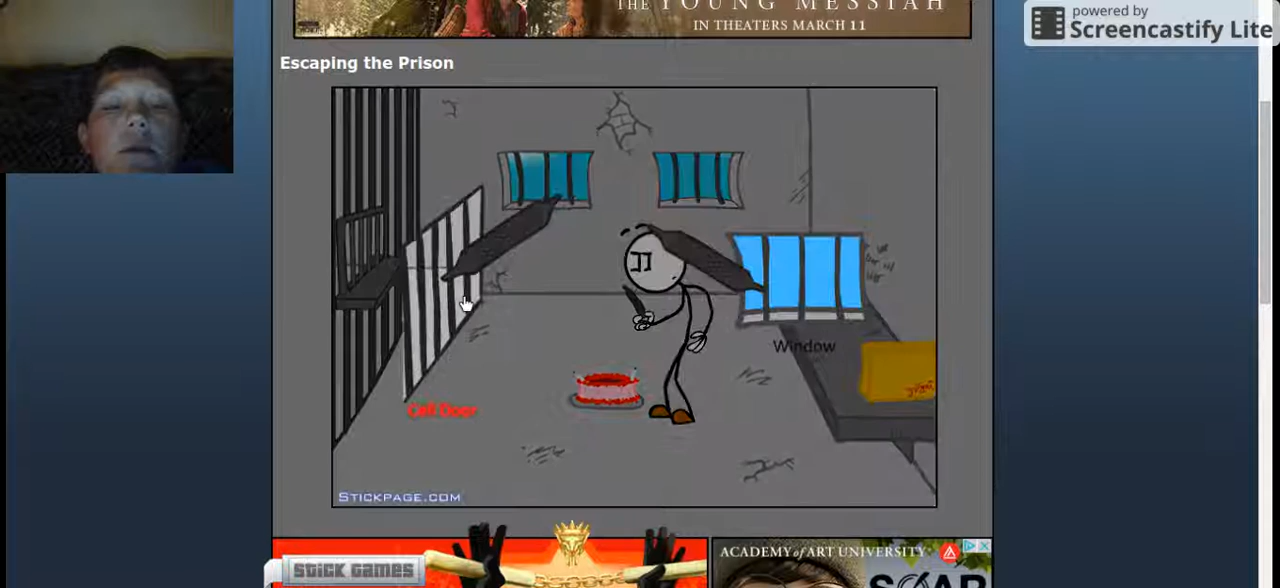 THE YOUNG MESSIAH
IN THEATERS MARCH 11
powered by
Screencastify Lite
Escaping the Prison
Window
Cell Door
STICKPAGE.COM
STICK GAMES
ACADEMY of ART UNIVERSITY